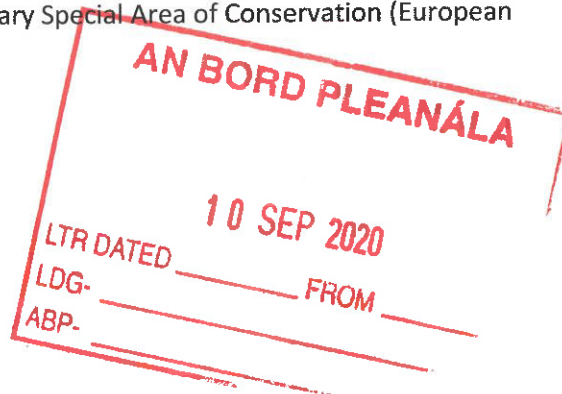 ary Special Area of Conservation (European
AN BORD PLEANÁLA
10 SEP 2020
LTR DATED FROM
LDG-
ABP-